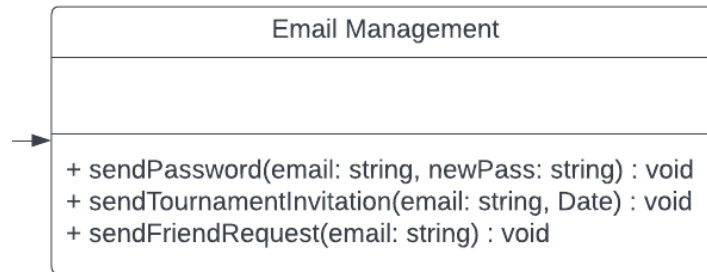 Email Management
+ sendPassword(email: string, newPass: string) : void
+ sendTournamentInvitation(email: string, Date) : void
+ sendFriendRequest(email: string) : void